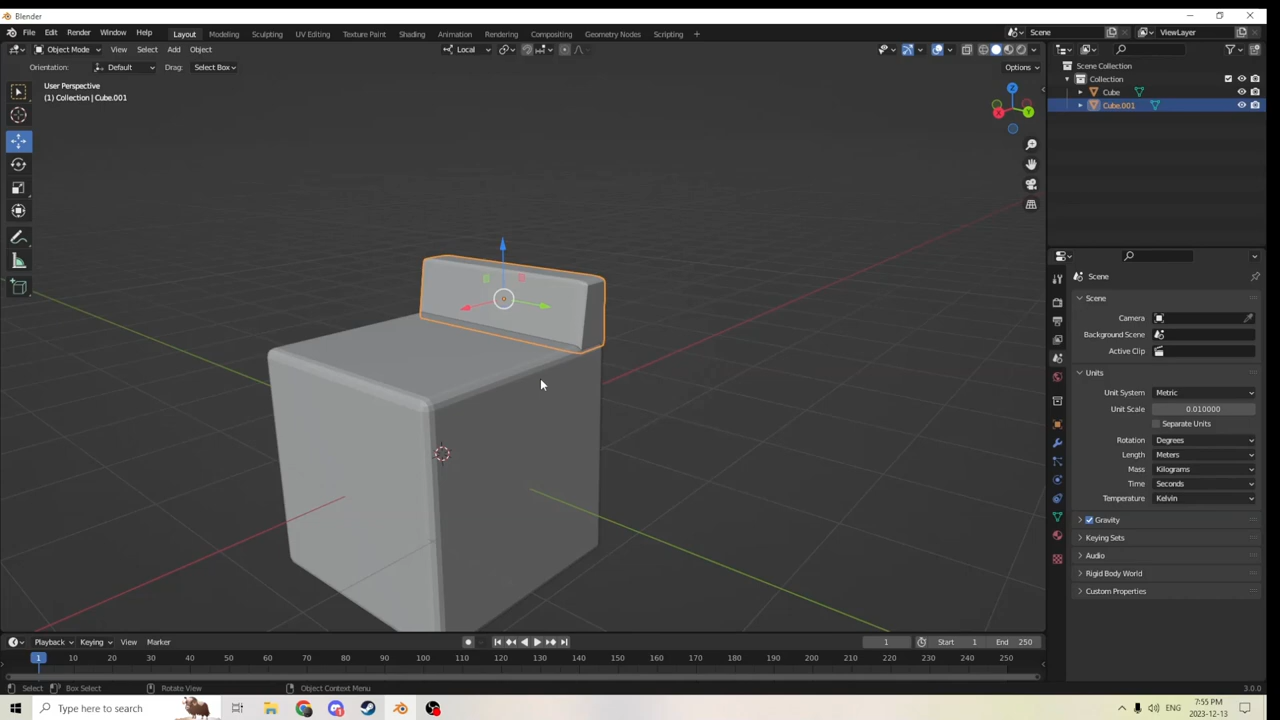 Blender
File Edit Render Window Help Layout Modeling Sculpting UV Editing Texture Paint Shading Animation Rendering Compositing Geometry Nodes Scripting + Scene ViewLayer
Object Mode View Select Add Object Local
Orientation: Default Drag: Select Box Options
User Perspective
(1) Collection | Cube.001
Z
Y
X
Scene Collection
Collection
Cube
Cube.001
Scene
Scene
Camera
Background Scene
Active Clip
Units
Unit System Metric
Unit Scale 0.010000
Separate Units
Rotation Degrees
Length Meters
Mass Kilograms
Time Seconds
Temperature Kelvin
Gravity
Keying Sets
Audio
Rigid Body World
Custom Properties
Playback Keying View Marker 1 Start 1 End 250
1 10 20 30 40 50 60 70 80 90 100 110 120 130 140 150 160 170 180 190 200 210 220 230 240 250
Select Box Select Rotate View Object Context Menu 3.0.0
Type here to search ENG 7:55 PM
2023-12-13